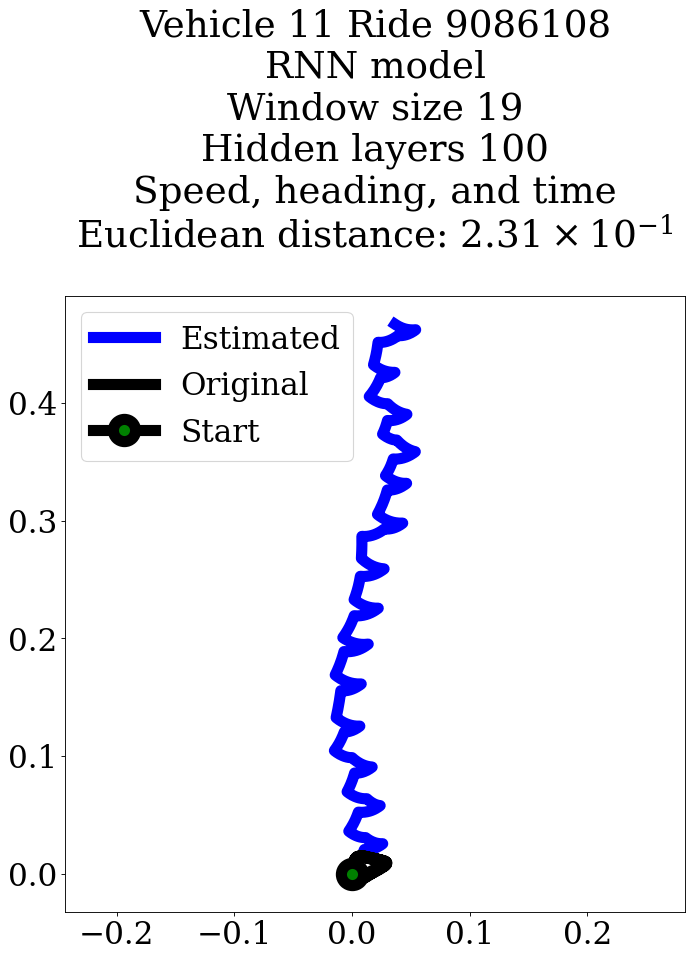 Vehicle 11 Ride 9086108
RNN model
Window size 19
Hidden layers 100
Speed, heading, and time
Euclidean distance: 2.31 × 10⁻¹
Estimated
Original
Start
0.4
0.3
0.2
0.1
0.0
−0.2 −0.1 0.0 0.1 0.2